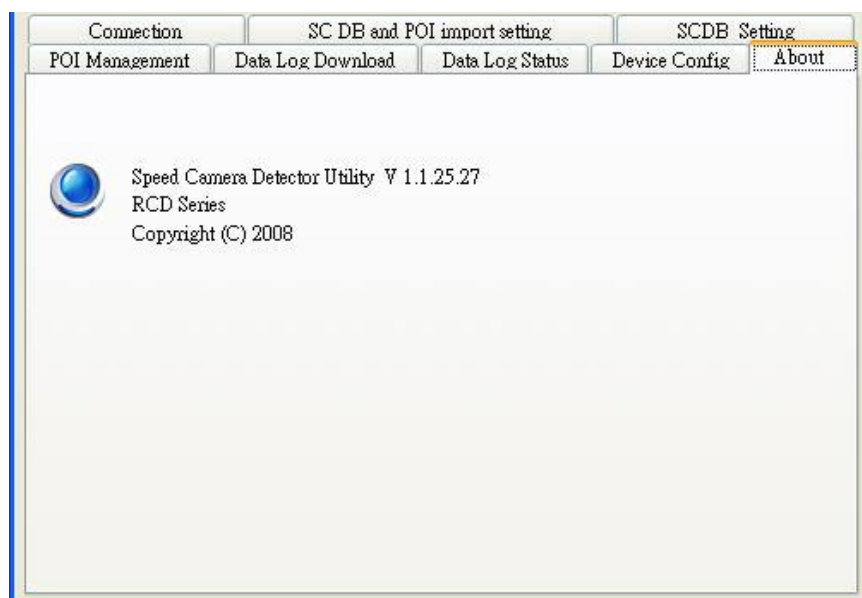 Connection SC DB and POI import setting SCDB Setting
POI Management Data Log Download Data Log Status Device Config About
Speed Camera Detector Utility V 1.1.25.27
RCD Series
Copyright (C) 2008